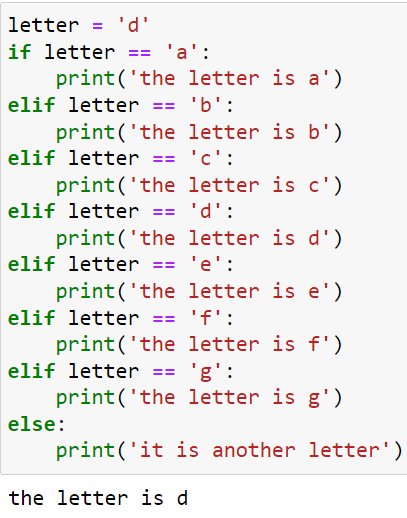 letter = 'd'
if letter == 'a':
    print('the letter is a')
elif letter == 'b':
    print('the letter is b')
elif letter == 'c':
    print('the letter is c')
elif letter == 'd':
    print('the letter is d')
elif letter == 'e':
    print('the letter is e')
elif letter == 'f':
    print('the letter is f')
elif letter == 'g':
    print('the letter is g')
else:
    print('it is another letter')
the letter is d